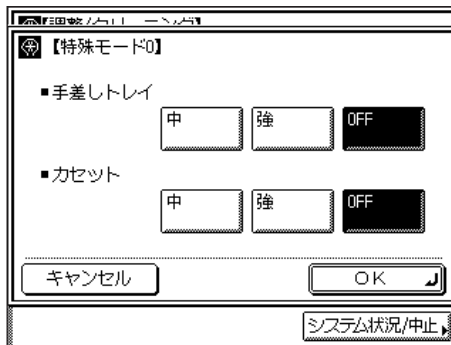 【特殊モードO】
■手差しトレイ
中 強 OFF
■カセット
中 強 OFF
キャンセル OK
システム状況/中止